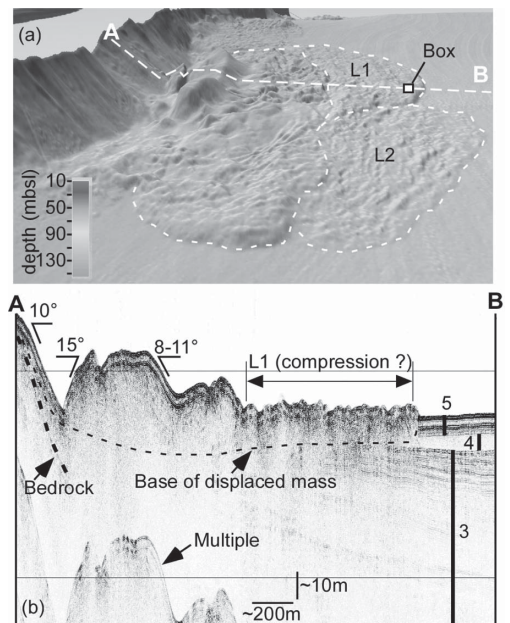 (a)
A
Box
L1
B
L2
depth (mbsl)
10
50
90
130
A
B
10°
15°
8-11°
L1 (compression ?)
5
4
Bedrock
Base of displaced mass
3
Multiple
~10m
~200m
(b)